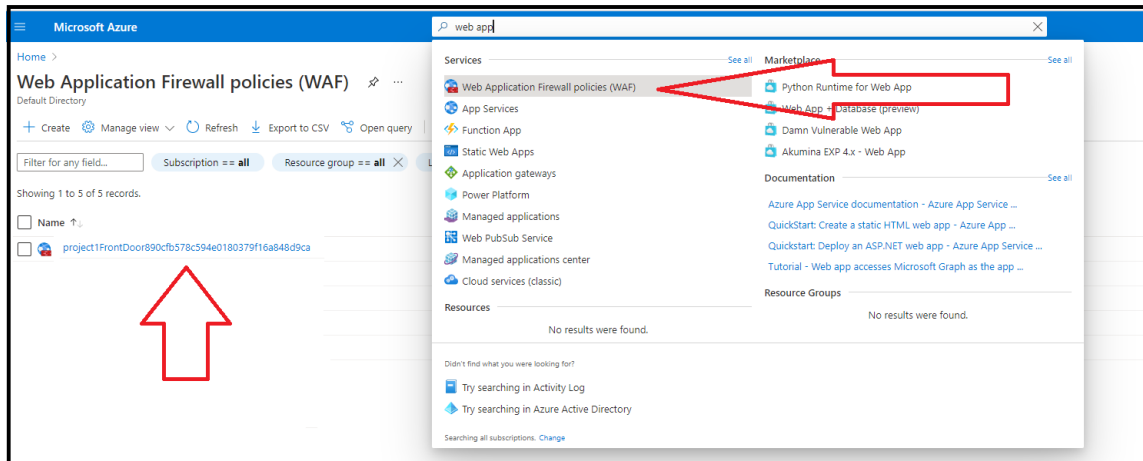 Microsoft Azure
web app
Home >
Web Application Firewall policies (WAF)
Default Directory
Create Manage view Refresh Export to CSV Open query
Filter for any field... Subscription == all Resource group == all
Showing 1 to 5 of 5 records.
Name
project1FrontDoor890cfb578c594e0180379f16a848d9ca
Services See all
Web Application Firewall policies (WAF)
App Services
Function App
Static Web Apps
Application gateways
Power Platform
Managed applications
Web PubSub Service
Managed applications center
Cloud services (classic)
Resources
No results were found.
Marketplace See all
Python Runtime for Web App
Web App + Database (preview)
Damn Vulnerable Web App
Akumina EXP 4.x - Web App
Documentation See all
Azure App Service documentation - Azure App Service ...
QuickStart: Create a static HTML web app - Azure App ...
Quickstart: Deploy an ASP.NET web app - Azure App Service ...
Tutorial - Web app accesses Microsoft Graph as the app ...
Resource Groups
No results were found.
Didn't find what you were looking for?
Try searching in Activity Log
Try searching in Azure Active Directory
Searching all subscriptions. Change